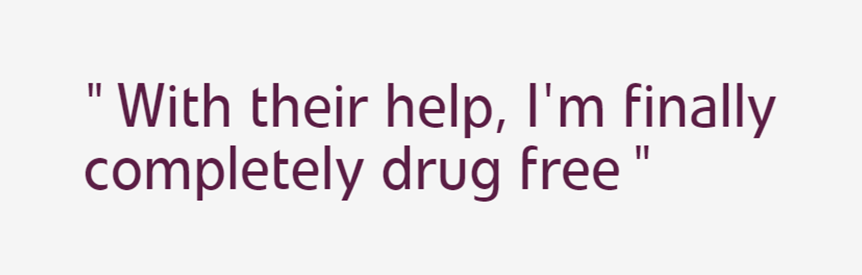 " With their help, I'm finally
completely drug free "